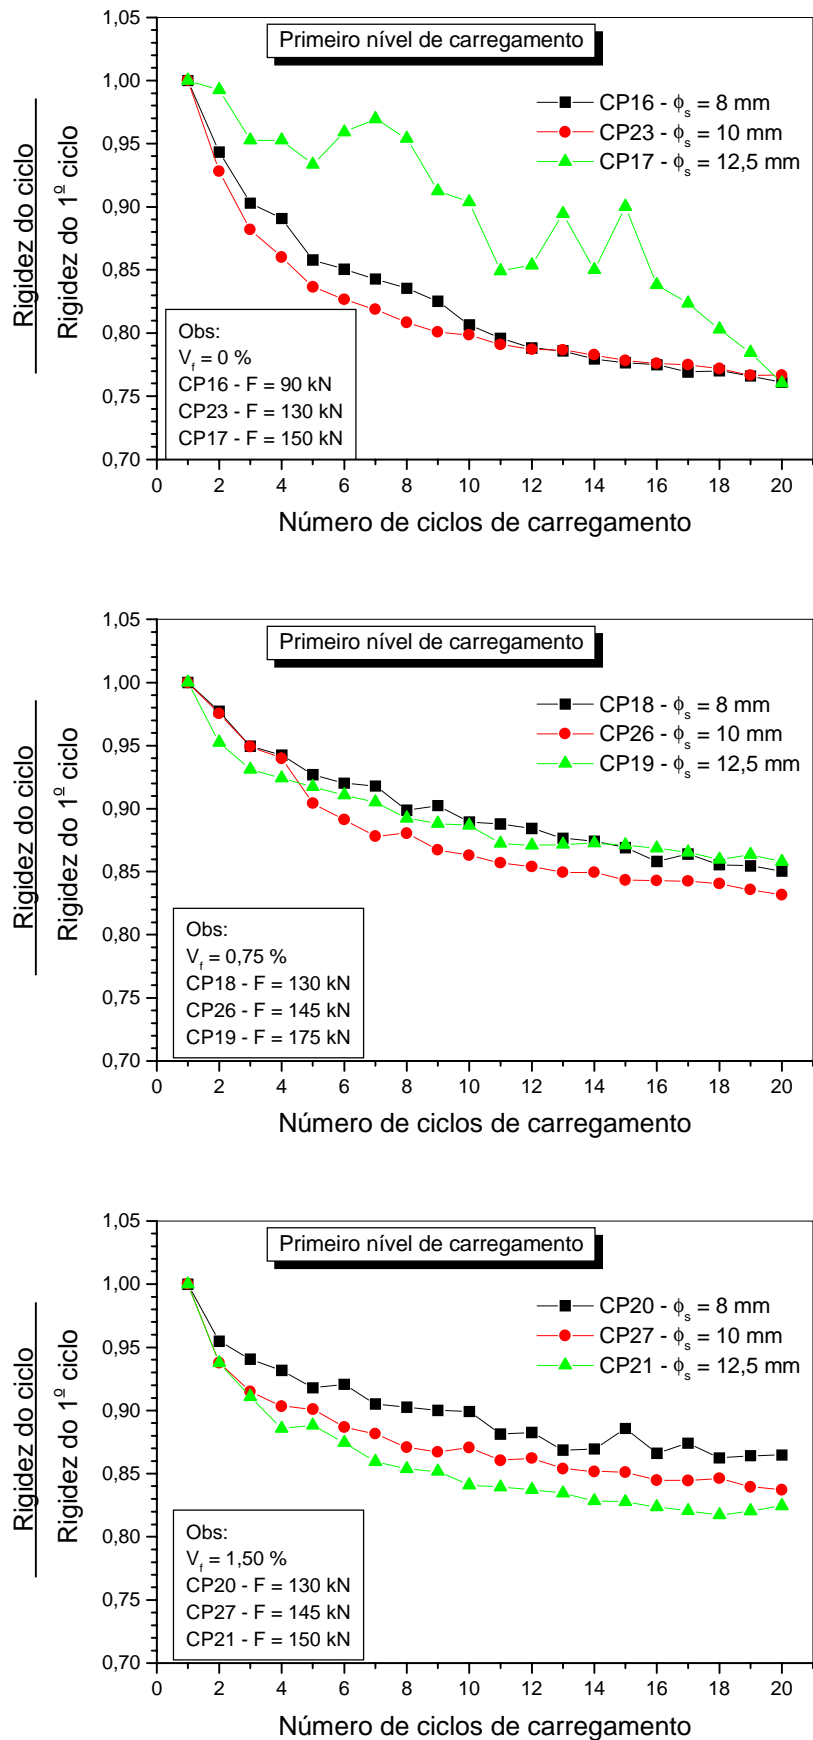 Primeiro nível de carregamento
1,05
1,00
0,95
0,90
0,85
0,80
0,75
0,70
Rigidez do ciclo
Rigidez do 1º ciclo
CP16 - ϕs = 8 mm
CP23 - ϕs = 10 mm
CP17 - ϕs = 12,5 mm
Obs:
Vf = 0 %
CP16 - F = 90 kN
CP23 - F = 130 kN
CP17 - F = 150 kN
0 2 4 6 8 10 12 14 16 18 20
Número de ciclos de carregamento
Primeiro nível de carregamento
1,05
1,00
0,95
0,90
0,85
0,80
0,75
0,70
Rigidez do ciclo
Rigidez do 1º ciclo
CP18 - ϕs = 8 mm
CP26 - ϕs = 10 mm
CP19 - ϕs = 12,5 mm
Obs:
Vf = 0,75 %
CP18 - F = 130 kN
CP26 - F = 145 kN
CP19 - F = 175 kN
0 2 4 6 8 10 12 14 16 18 20
Número de ciclos de carregamento
Primeiro nível de carregamento
1,05
1,00
0,95
0,90
0,85
0,80
0,75
0,70
Rigidez do ciclo
Rigidez do 1º ciclo
CP20 - ϕs = 8 mm
CP27 - ϕs = 10 mm
CP21 - ϕs = 12,5 mm
Obs:
Vf = 1,50 %
CP20 - F = 130 kN
CP27 - F = 145 kN
CP21 - F = 150 kN
0 2 4 6 8 10 12 14 16 18 20
Número de ciclos de carregamento